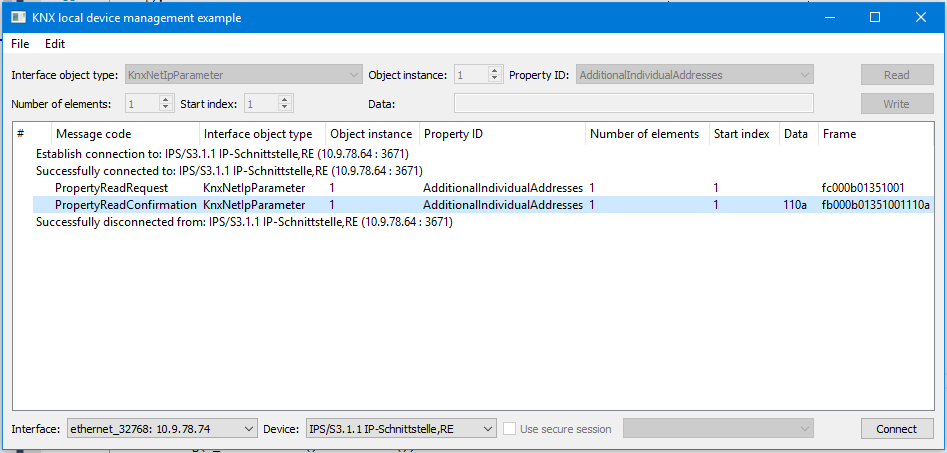 KNX local device management example
File Edit
Interface object type: KnxNetIpParameter Object instance: 1 Property ID: AdditionalIndividualAddresses Read
Number of elements: 1 Start index: 1 Data: Write
# Message code Interface object type Object instance Property ID Number of elements Start index Data Frame
Establish connection to: IPS/S3.1.1 IP-Schnittstelle,RE (10.9.78.64 : 3671)
Successfully connected to: IPS/S3.1.1 IP-Schnittstelle,RE (10.9.78.64 : 3671)
PropertyReadRequest KnxNetIpParameter 1 AdditionalIndividualAddresses 1 1 fc000b01351001
PropertyReadConfirmation KnxNetIpParameter 1 AdditionalIndividualAddresses 1 1 110a fb000b01351001110a
Successfully disconnected from: IPS/S3.1.1 IP-Schnittstelle,RE (10.9.78.64 : 3671)
Interface: ethernet_32768: 10.9.78.74 Device: IPS/S3.1.1 IP-Schnittstelle,RE Use secure session Connect